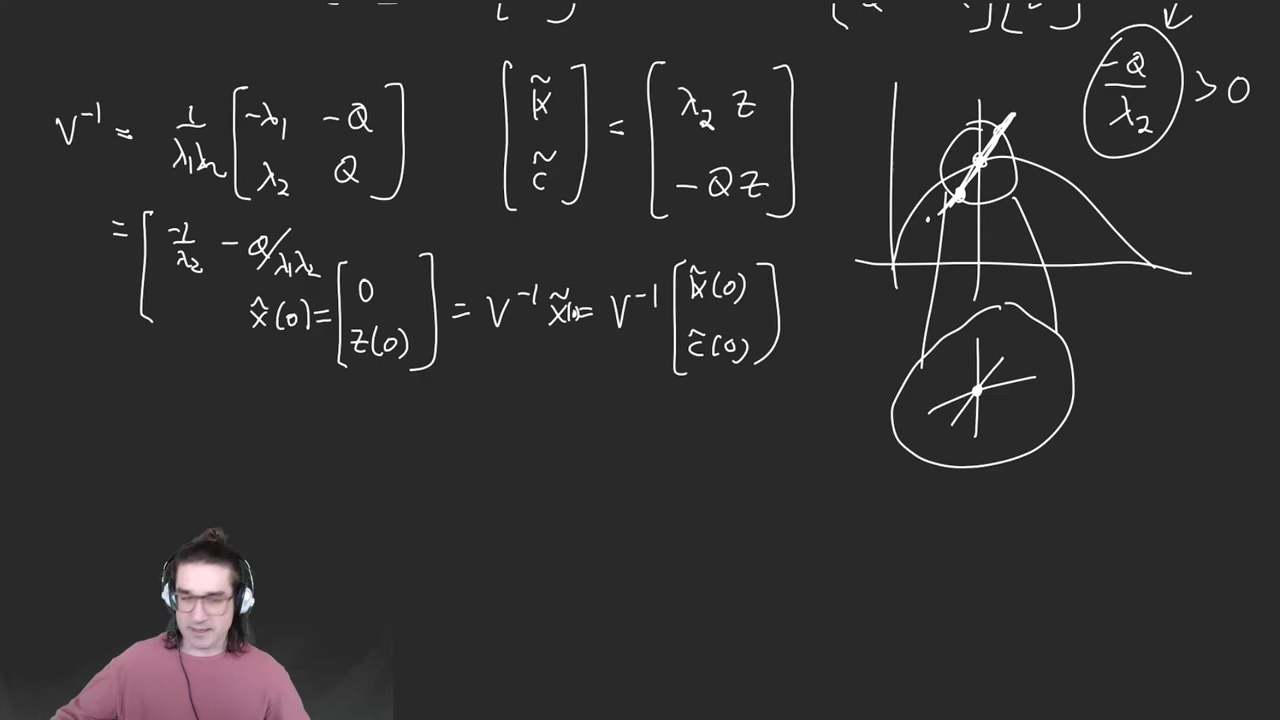 V⁻¹ = 1/λ₁λ₂ [ -λ₁ -Q ; λ₂ Q ]
[ k̃ ; c̃ ] = [ λ₂ z ; -Q z ]
-Q/λ₂ > 0
= [ -1/λ₂ - Q/λ₁λ₂
x̂(0) = [ 0 ; z(0) ] = V⁻¹ x̃(0) = V⁻¹ [ k̃(0) ; c̃(0) ]